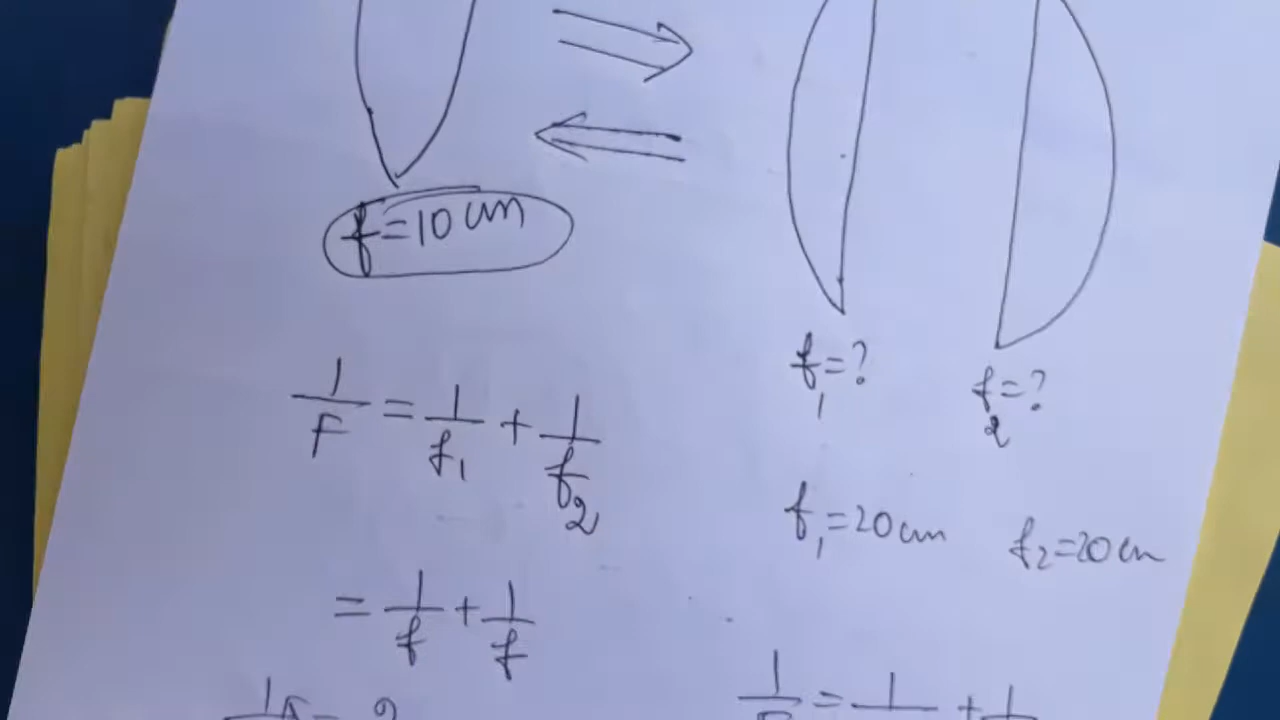 f=10 cm
f₁=?
f₂=?
1/F = 1/f₁ + 1/f₂
f₁=20 cm
f₂=20 cm
= 1/f + 1/f